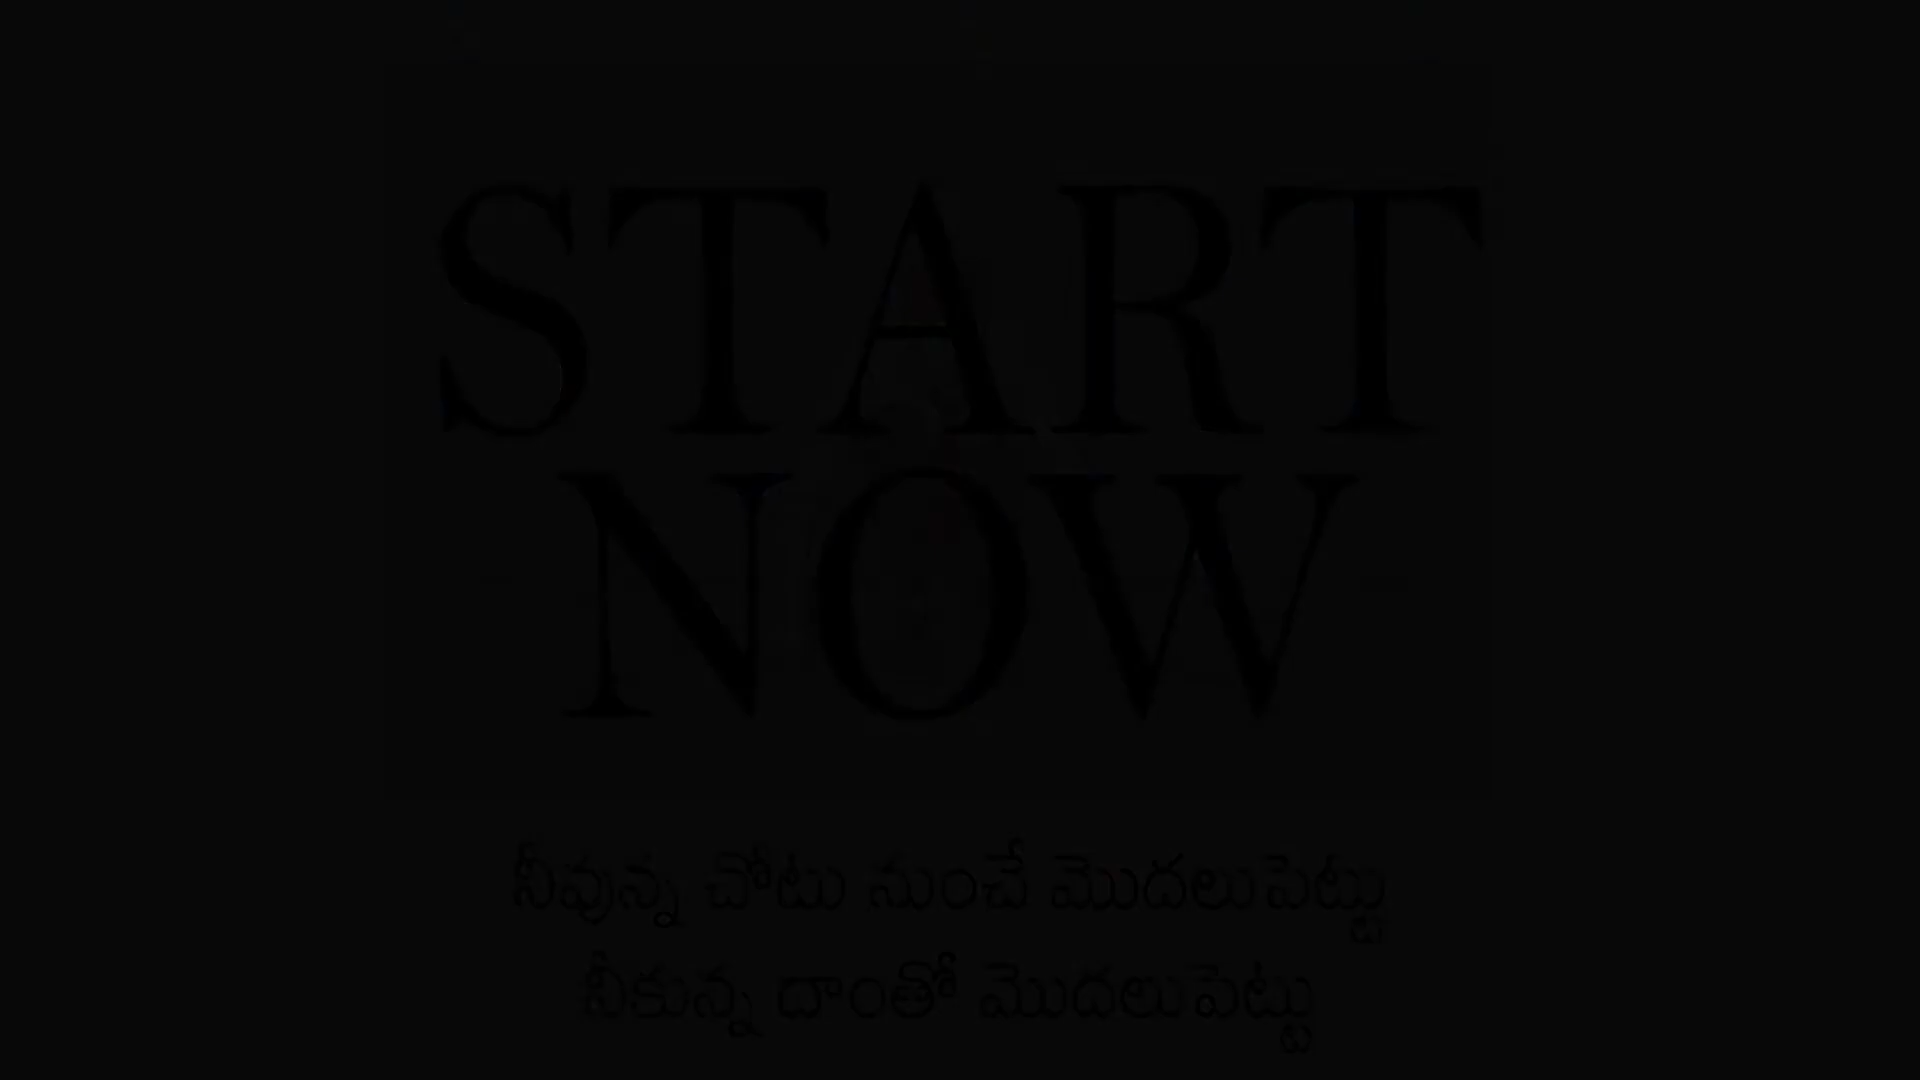 START
NOW
నీవున్న చోటు నుంచే మొదలుపెట్టు
నీకున్న దాంతో మొదలుపెట్టు